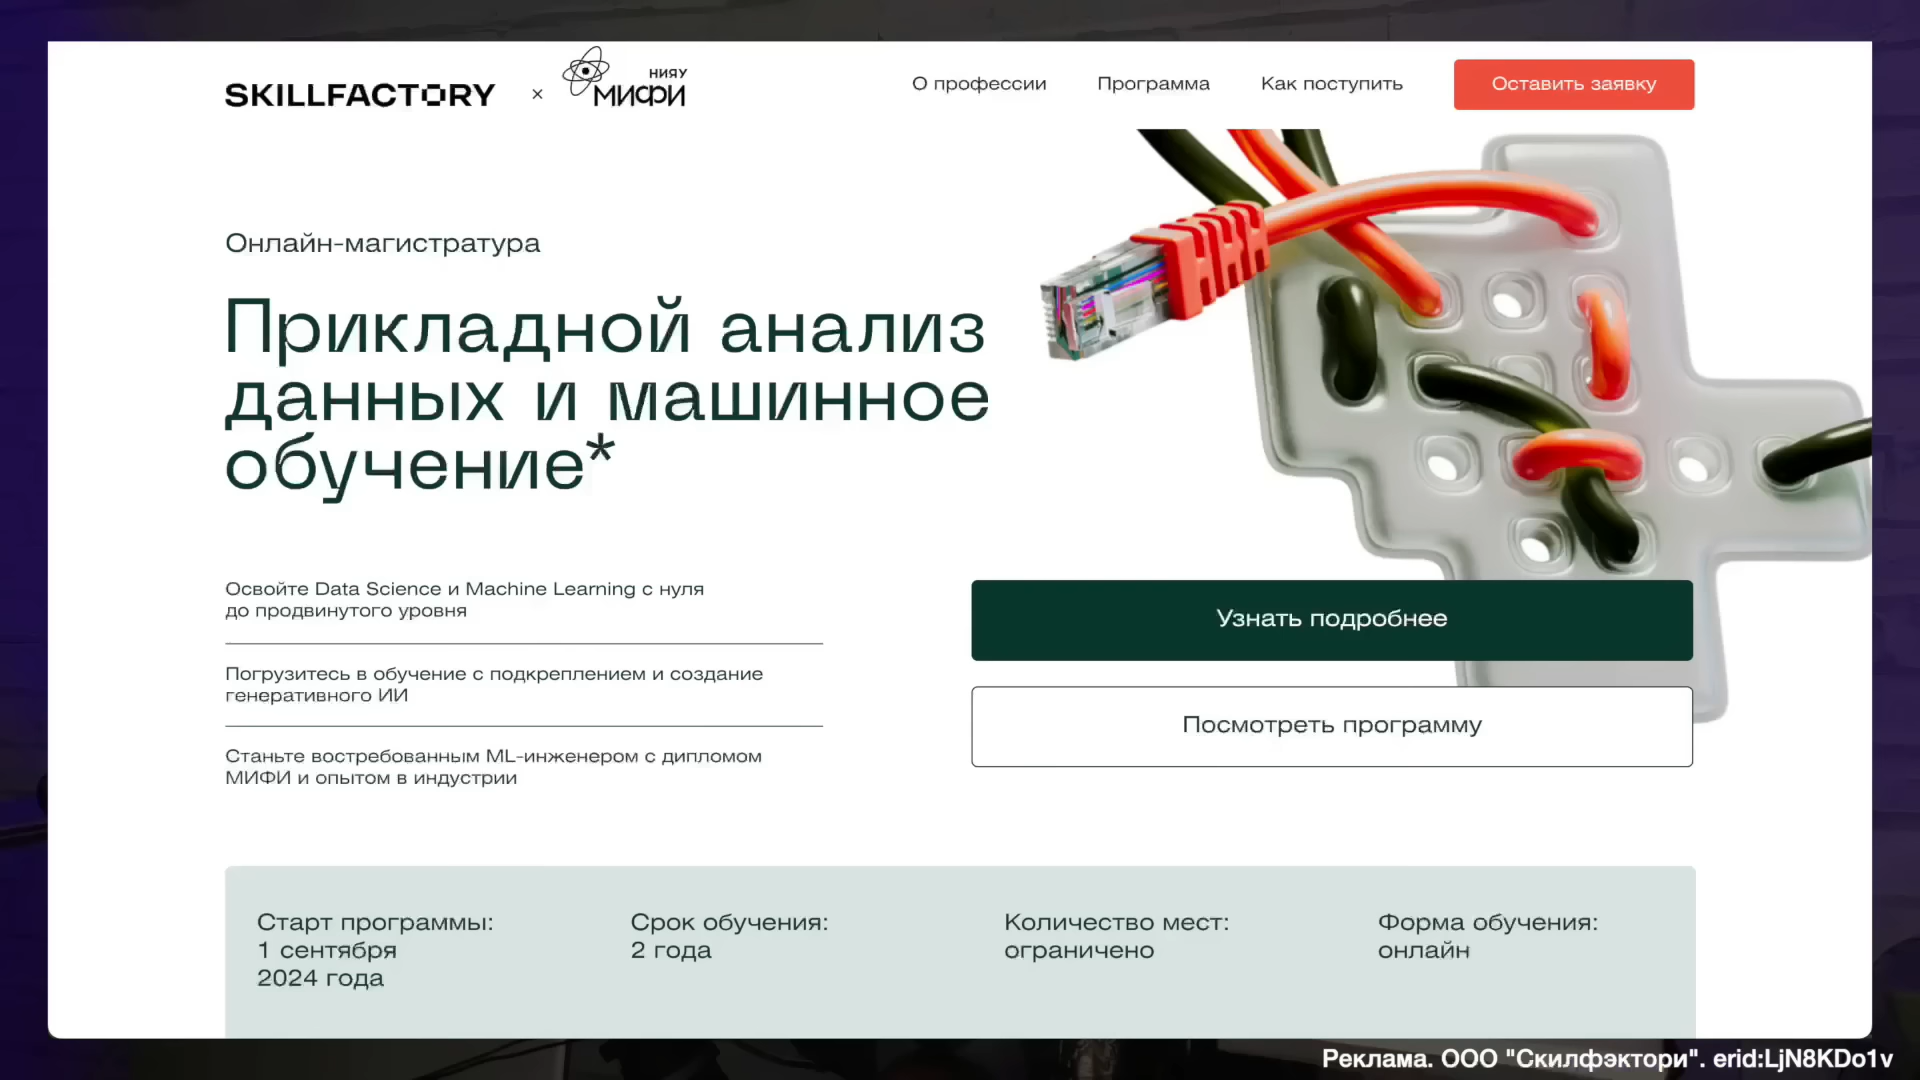 SKILLFACTORY × НИЯУ МИФИ
О профессии
Программа
Как поступить
Оставить заявку
Онлайн-магистратура
Прикладной анализ
данных и машинное
обучение*
Освойте Data Science и Machine Learning с нуля
до продвинутого уровня
Погрузитесь в обучение с подкреплением и создание
генеративного ИИ
Станьте востребованным ML-инженером с дипломом
МИФИ и опытом в индустрии
Узнать подробнее
Посмотреть программу
Старт программы:
1 сентября
2024 года
Срок обучения:
2 года
Количество мест:
ограничено
Форма обучения:
онлайн
Реклама. ООО "Скилфэктори". erid:LjN8KDo1v